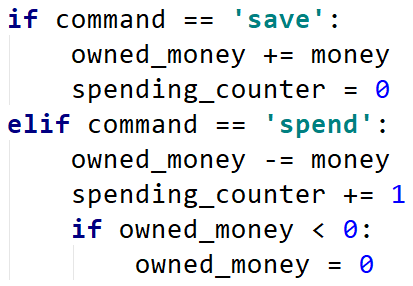 if command == 'save':
    owned_money += money
    spending_counter = 0
elif command == 'spend':
    owned_money -= money
    spending_counter += 1
    if owned_money < 0:
        owned_money = 0